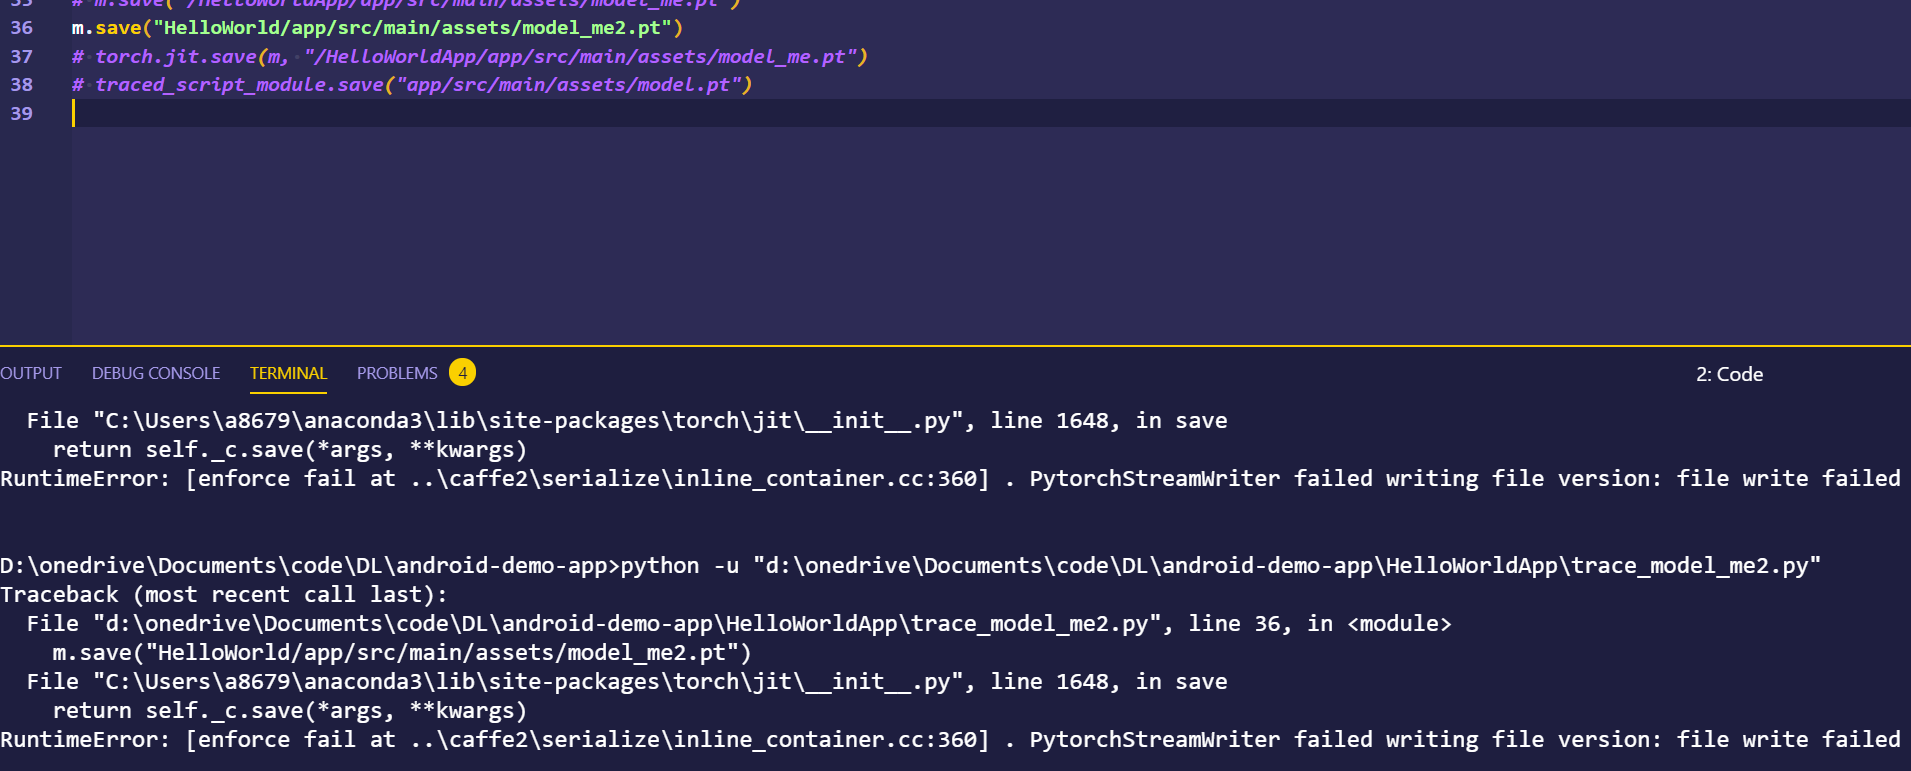 35 # m.save("/HelloWorldApp/app/src/main/assets/model_me.pt")
36 m.save("HelloWorld/app/src/main/assets/model_me2.pt")
37 # torch.jit.save(m, "/HelloWorldApp/app/src/main/assets/model_me.pt")
38 # traced_script_module.save("app/src/main/assets/model.pt")
39
OUTPUT DEBUG CONSOLE TERMINAL PROBLEMS 4 2: Code
File "C:\Users\a8679\anaconda3\lib\site-packages\torch\jit\__init__.py", line 1648, in save
return self._c.save(*args, **kwargs)
RuntimeError: [enforce fail at ..\caffe2\serialize\inline_container.cc:360] . PytorchStreamWriter failed writing file version: file write failed
D:\onedrive\Documents\code\DL\android-demo-app>python -u "d:\onedrive\Documents\code\DL\android-demo-app\HelloWorldApp\trace_model_me2.py"
Traceback (most recent call last):
File "d:\onedrive\Documents\code\DL\android-demo-app\HelloWorldApp\trace_model_me2.py", line 36, in <module>
m.save("HelloWorld/app/src/main/assets/model_me2.pt")
File "C:\Users\a8679\anaconda3\lib\site-packages\torch\jit\__init__.py", line 1648, in save
return self._c.save(*args, **kwargs)
RuntimeError: [enforce fail at ..\caffe2\serialize\inline_container.cc:360] . PytorchStreamWriter failed writing file version: file write failed